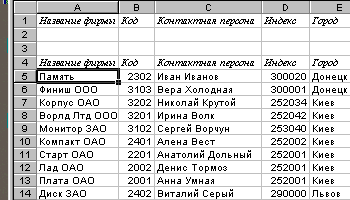 A B C D E
1 Название фирмы Код Контактная персона Индекс Город
2
3
4 Название фирмы Код Контактная персона Индекс Город
5 Память 2302 Иван Иванов 300020 Донецк
6 Финиш ООО 3103 Вера Холодная 300001 Донецк
7 Корпус ОАО 3202 Николай Крутой 252034 Киев
8 Ворлд Лтд ООО 3201 Ирина Волк 252042 Киев
9 Монитор ЗАО 3102 Сергей Ворчун 253040 Киев
10 Компакт ОАО 2401 Алена Вест 252002 Киев
11 Старт ОАО 2201 Анатолий Дольный 252001 Киев
12 Лад ОАО 2002 Денис Тормоз 252001 Киев
13 Плата ОАО 2001 Анна Умная 252001 Киев
14 Диск ЗАО 2402 Виталий Серый 290000 Львов